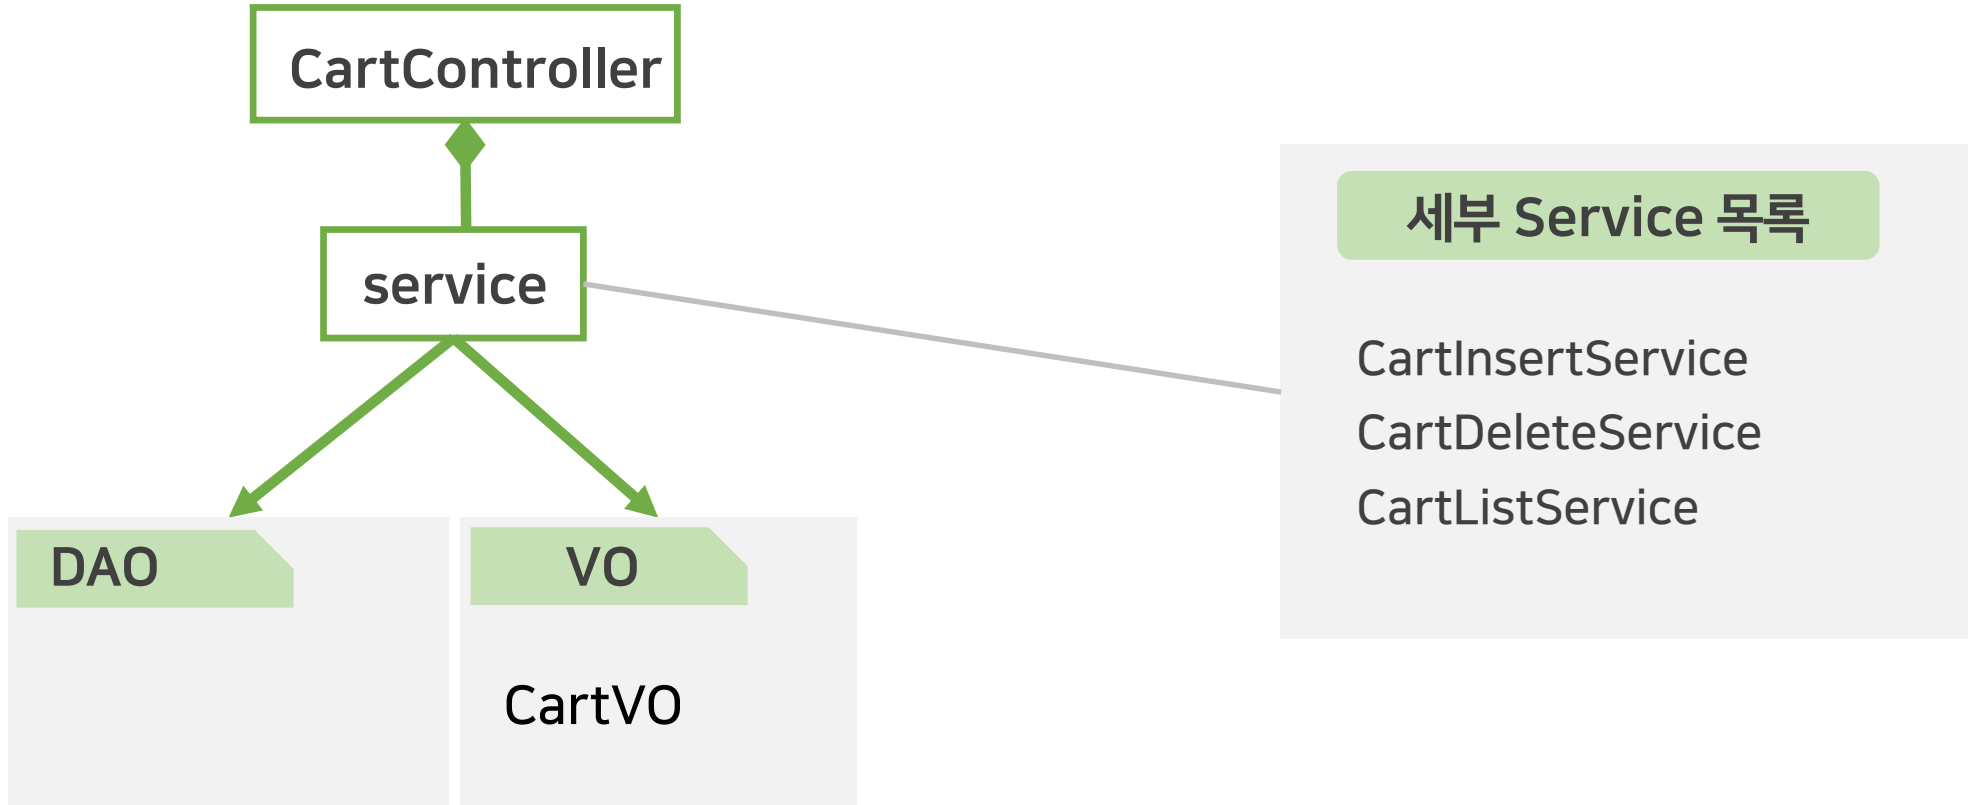 CartController
service
세부 Service 목록
CartInsertService
CartDeleteService
CartListService
DAO
VO
CartVO